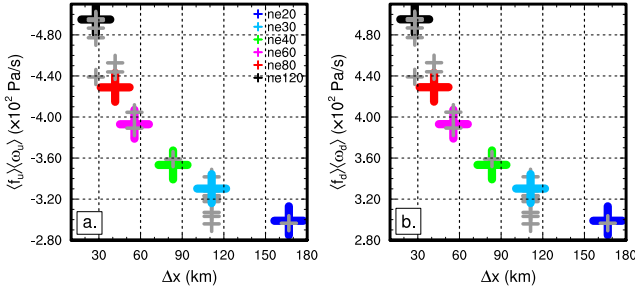 ⟨fᵤ⟩⟨ωᵤ⟩ (×10² Pa/s)
-4.80
-4.40
-4.00
-3.60
-3.20
-2.80
30 60 90 120 150 180
Δx (km)
a.
ne20
ne30
ne40
ne60
ne80
ne120
⟨f_d⟩⟨ω_d⟩ (×10² Pa/s)
4.80
4.40
4.00
3.60
3.20
2.80
30 60 90 120 150 180
Δx (km)
b.